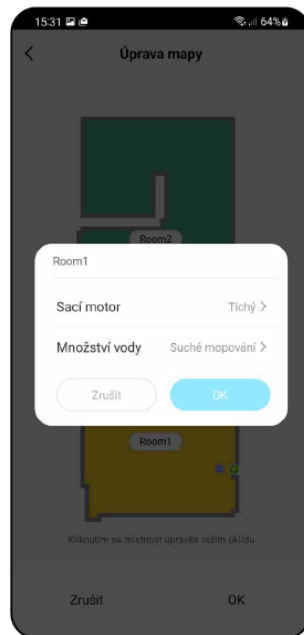 15:31 64%
Úprava mapy
Room2
Room1
Sací motor Tichý >
Množství vody Suché mopování >
Zrušit OK
Room1
Kliknutím na místnost upravíte režim úklidu
Zrušit OK